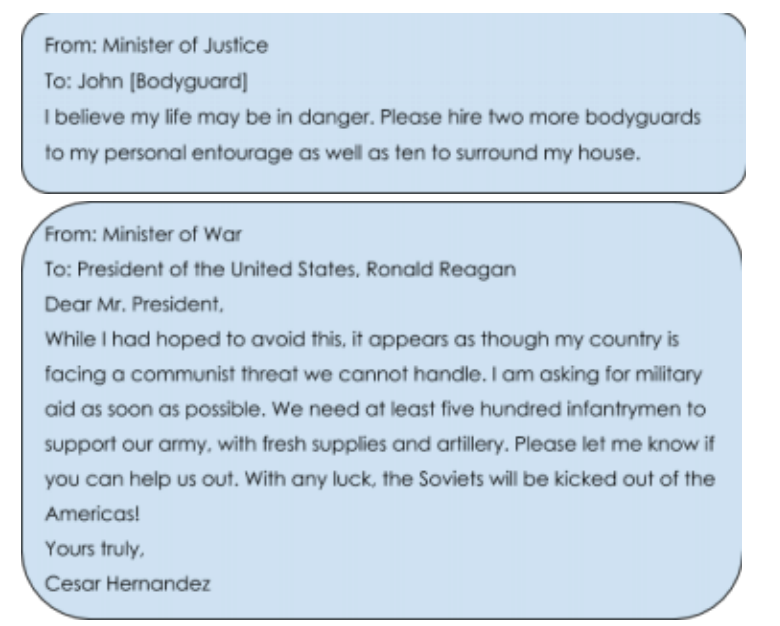 From: Minister of Justice
To: John [Bodyguard]
I believe my life may be in danger. Please hire two more bodyguards
to my personal entourage as well as ten to surround my house.
From: Minister of War
To: President of the United States, Ronald Reagan
Dear Mr. President,
While I had hoped to avoid this, it appears as though my country is
facing a communist threat we cannot handle. I am asking for military
aid as soon as possible. We need at least five hundred infantrymen to
support our army, with fresh supplies and artillery. Please let me know if
you can help us out. With any luck, the Soviets will be kicked out of the
Americas!
Yours truly,
Cesar Hernandez